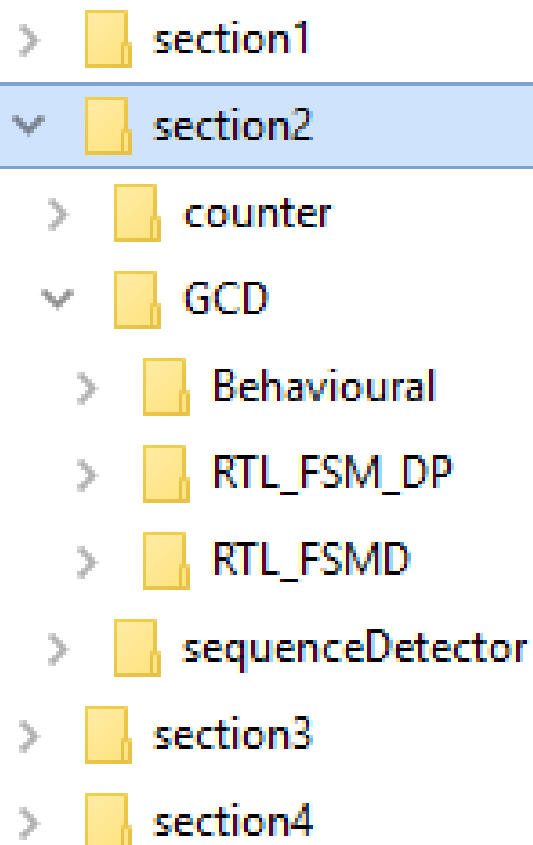 section1
section2
counter
GCD
Behavioural
RTL_FSM_DP
RTL_FSMD
sequenceDetector
section3
section4